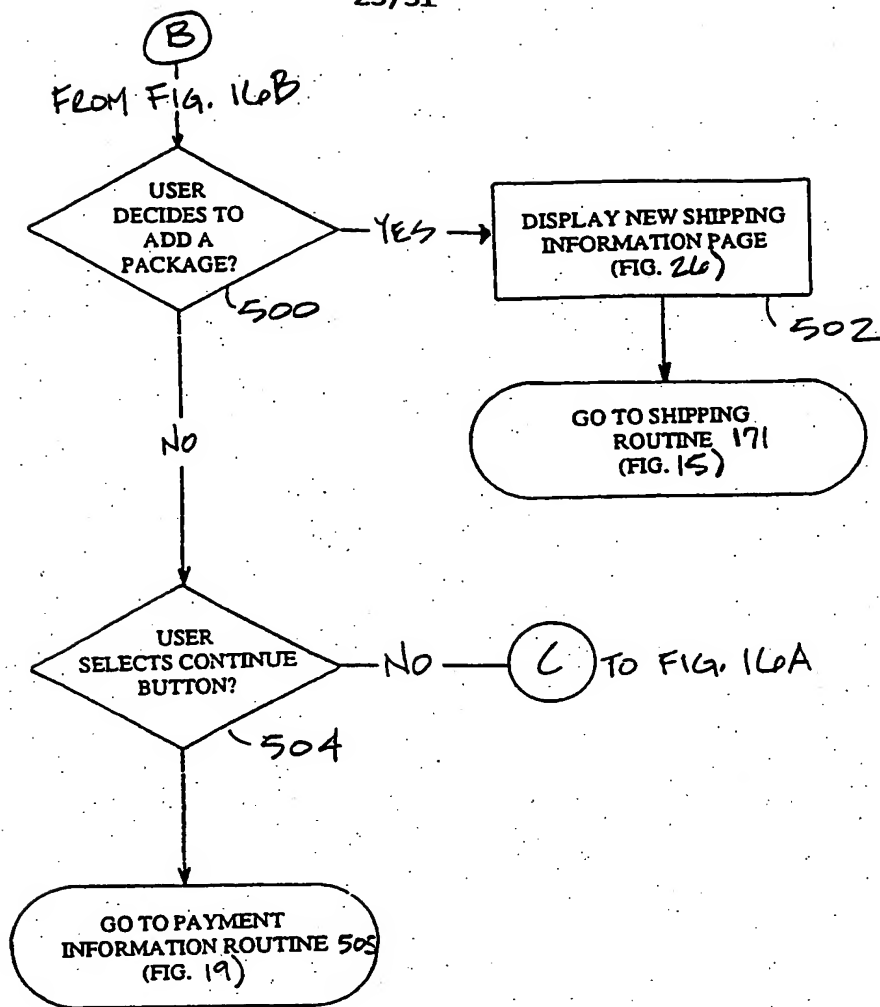 B
FROM FIG. 16B
USER
DECIDES TO
ADD A
PACKAGE?
YES
500
DISPLAY NEW SHIPPING
INFORMATION PAGE
(FIG. 26)
502
GO TO SHIPPING
ROUTINE 171
(FIG. 15)
NO
USER
SELECTS CONTINUE
BUTTON?
NO
C
TO FIG. 16A
504
GO TO PAYMENT
INFORMATION ROUTINE 505
(FIG. 19)